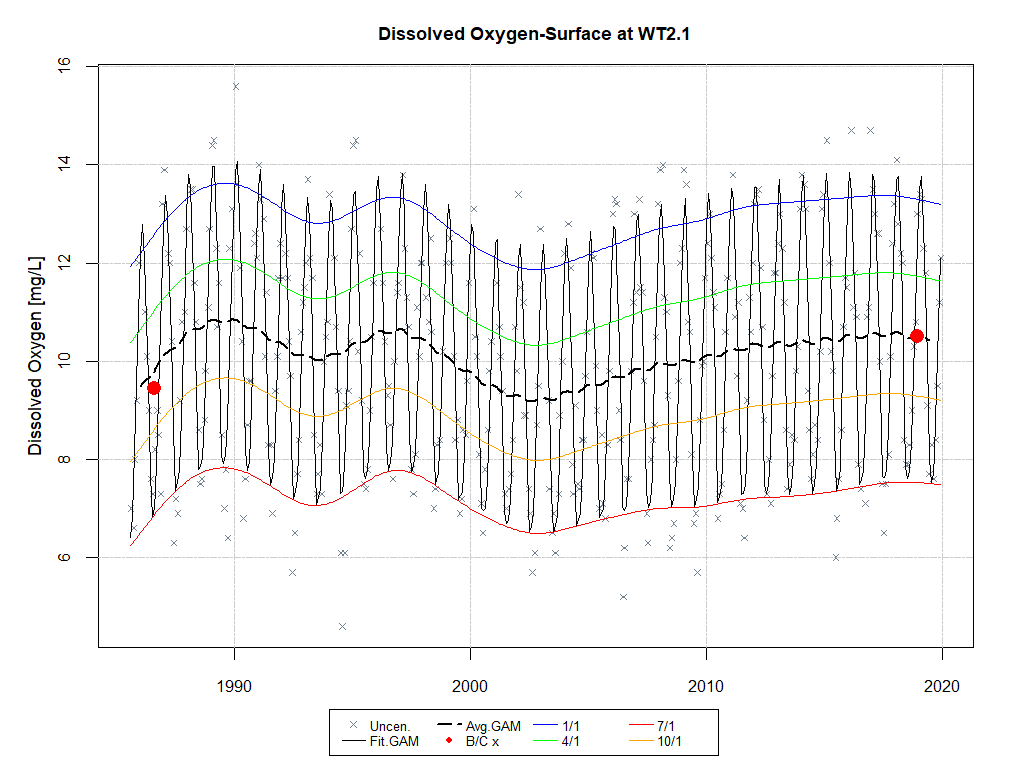 Dissolved Oxygen-Surface at WT2.1
Dissolved Oxygen [mg/L]
16
14
12
10
8
6
1990
2000
2010
2020
Uncen. Avg.GAM 1/1 7/1
Fit.GAM B/C x 4/1 10/1